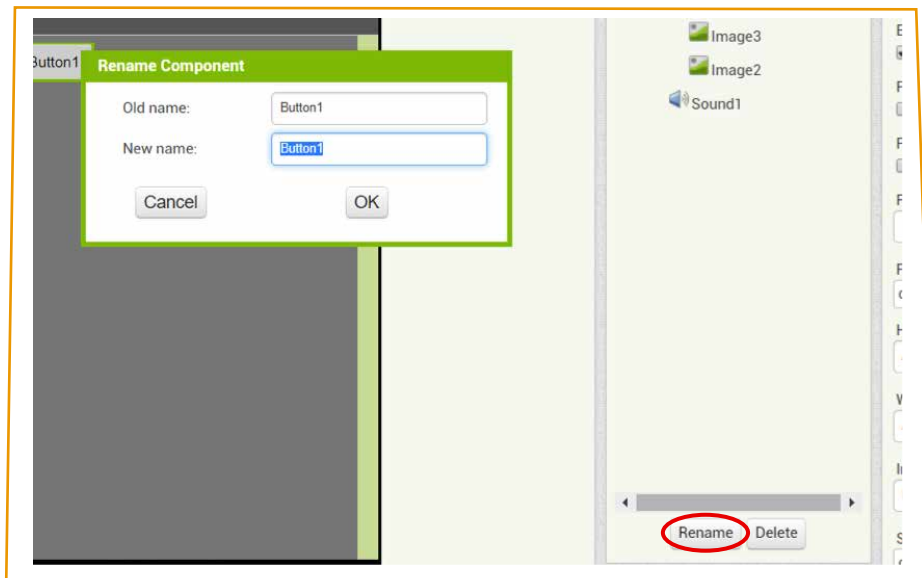 Button1
Rename Component
Old name:
Button1
New name:
Button1
Cancel
OK
Image3
Image2
Sound1
Rename
Delete